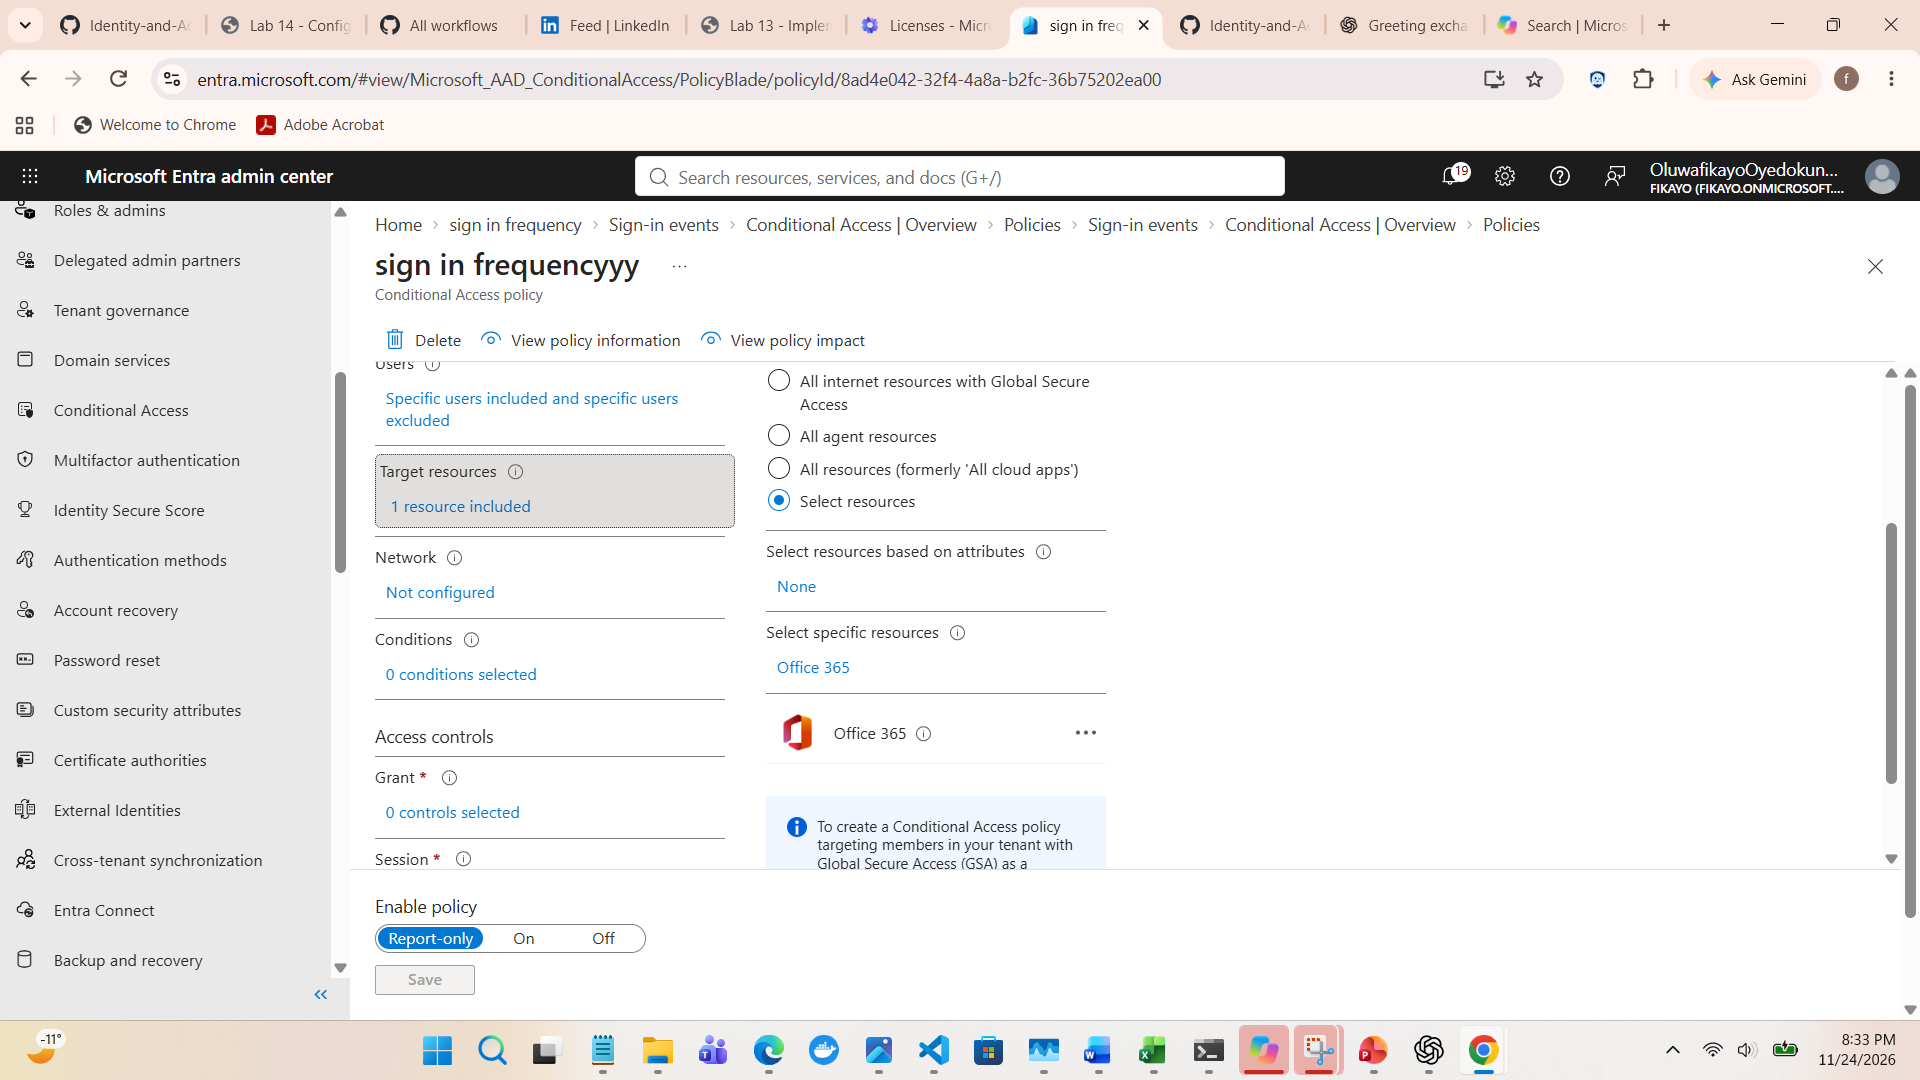 Identity-and-Ac
Lab 14 - Config
All workflows
Feed | LinkedIn
Lab 13 - Implem
Licenses - Micro
sign in freq
Identity-and-Ac
Greeting excha
Search | Micros
entra.microsoft.com/#view/Microsoft_AAD_ConditionalAccess/PolicyBlade/policyId/8ad4e042-32f4-4a8a-b2fc-36b75202ea00
Ask Gemini
f
Welcome to Chrome
Adobe Acrobat
Microsoft Entra admin center
Search resources, services, and docs (G+/)
19
OluwafikayoOyedokun...
FIKAYO (FIKAYO.ONMICROSOFT....
Roles & admins
Delegated admin partners
Tenant governance
Domain services
Conditional Access
Multifactor authentication
Identity Secure Score
Authentication methods
Account recovery
Password reset
Custom security attributes
Certificate authorities
External Identities
Cross-tenant synchronization
Entra Connect
Backup and recovery
Home > sign in frequency > Sign-in events > Conditional Access | Overview > Policies > Sign-in events > Conditional Access | Overview > Policies
sign in frequencyyy ...
Conditional Access policy
Delete
View policy information
View policy impact
Users
Specific users included and specific users
excluded
Target resources
1 resource included
Network
Not configured
Conditions
0 conditions selected
Access controls
Grant *
0 controls selected
Session *
All internet resources with Global Secure
Access
All agent resources
All resources (formerly 'All cloud apps')
Select resources
Select resources based on attributes
None
Select specific resources
Office 365
Office 365
To create a Conditional Access policy
targeting members in your tenant with
Global Secure Access (GSA) as a
Enable policy
Report-only
On
Off
Save
-11°
8:33 PM
11/24/2026